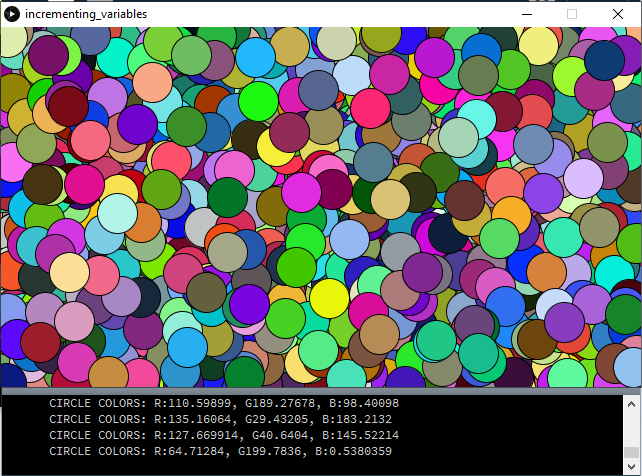 incrementing_variables
CIRCLE COLORS: R:110.59899, G189.27678, B:98.40098
CIRCLE COLORS: R:135.16064, G29.43205, B:183.2132
CIRCLE COLORS: R:127.669914, G40.6404, B:145.52214
CIRCLE COLORS: R:64.71284, G199.7836, B:0.5380359